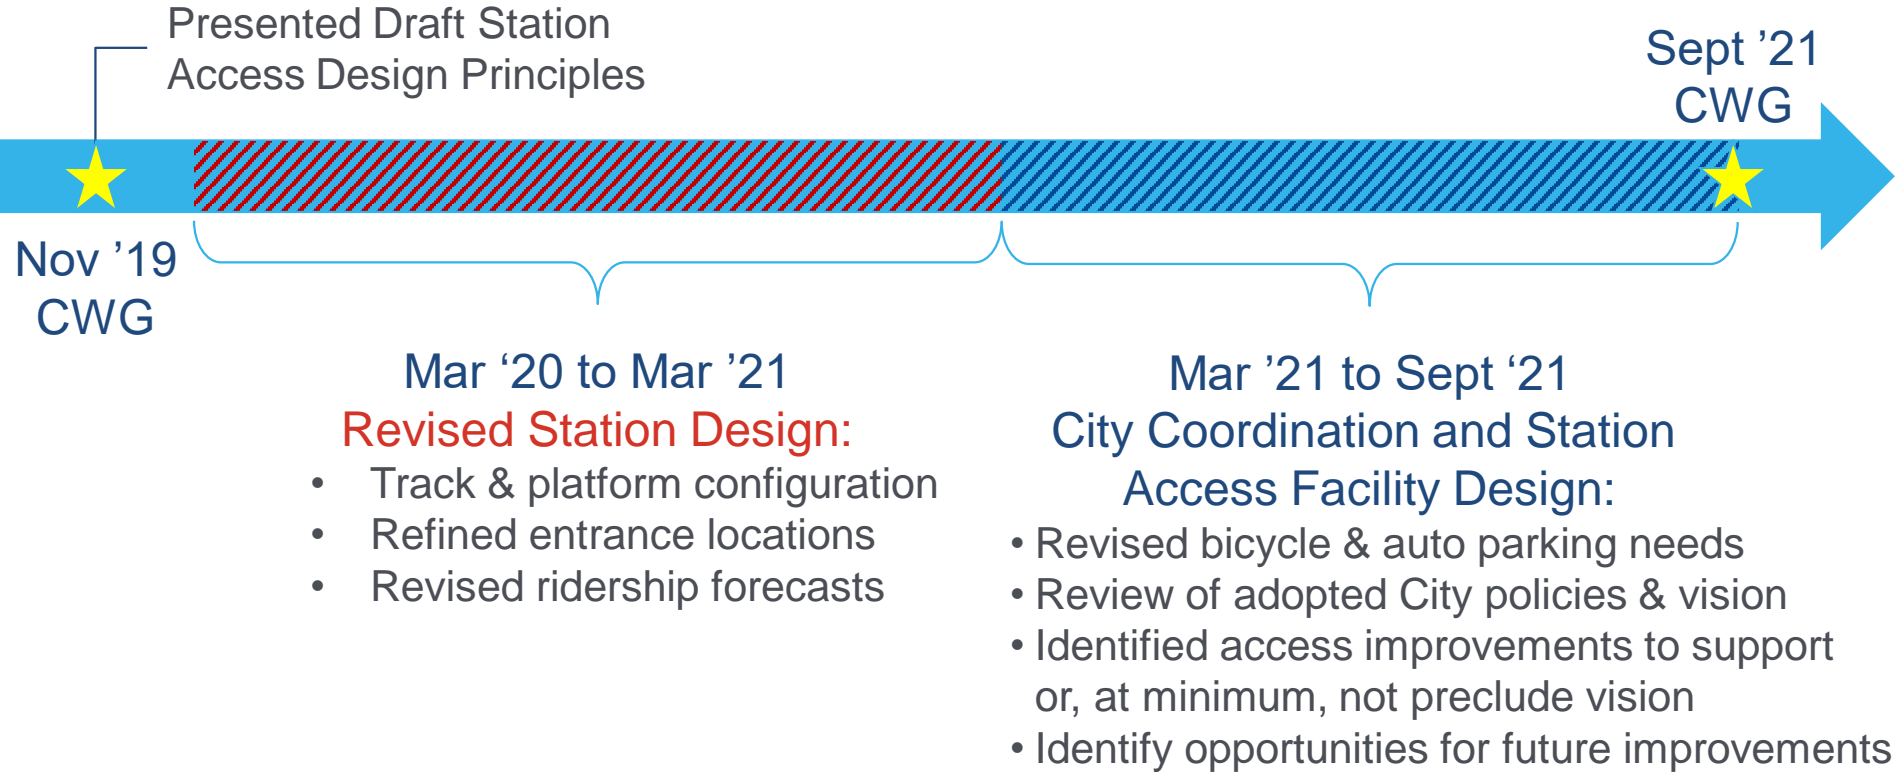 Presented Draft Station
Access Design Principles
Sept ’21
CWG
Nov ’19
CWG
Mar ‘20 to Mar ’21
Revised Station Design:
• Track & platform configuration
• Refined entrance locations
• Revised ridership forecasts
Mar ’21 to Sept ‘21
City Coordination and Station
Access Facility Design:
• Revised bicycle & auto parking needs
• Review of adopted City policies & vision
• Identified access improvements to support
or, at minimum, not preclude vision
• Identify opportunities for future improvements